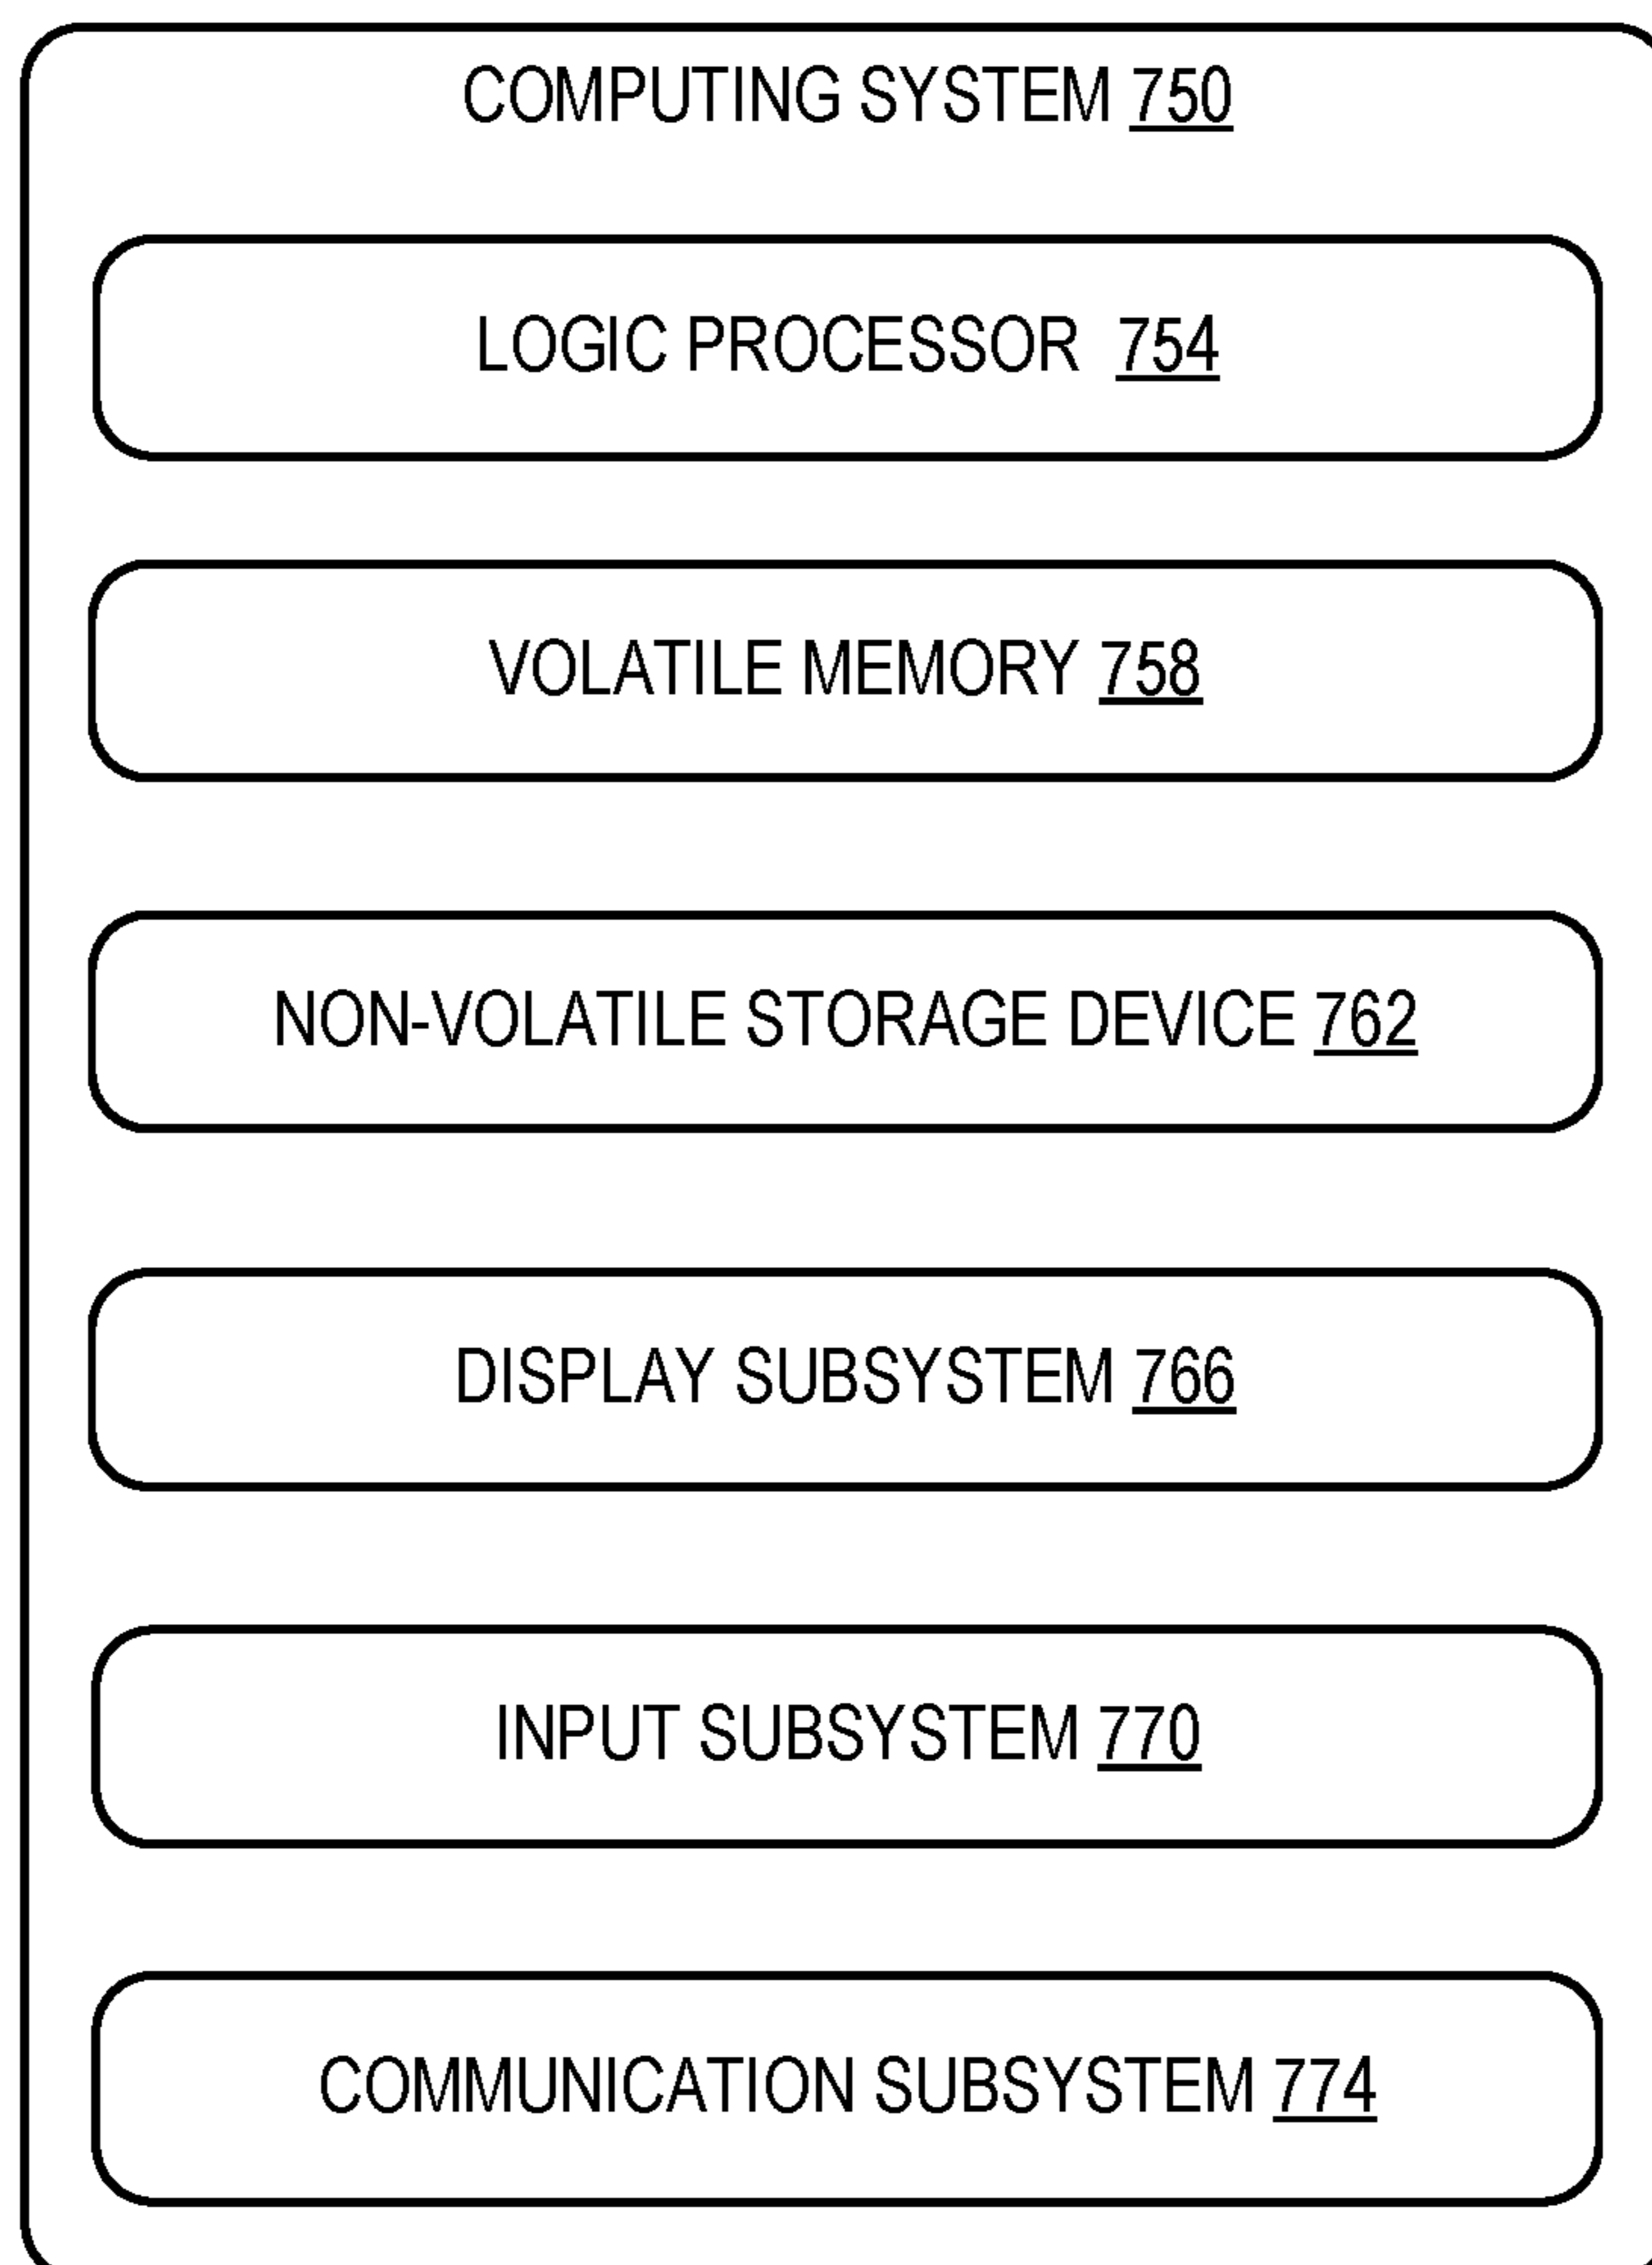 COMPUTING SYSTEM 750
LOGIC PROCESSOR 754
VOLATILE MEMORY 758
NON-VOLATILE STORAGE DEVICE 762
DISPLAY SUBSYSTEM 766
INPUT SUBSYSTEM 770
COMMUNICATION SUBSYSTEM 774